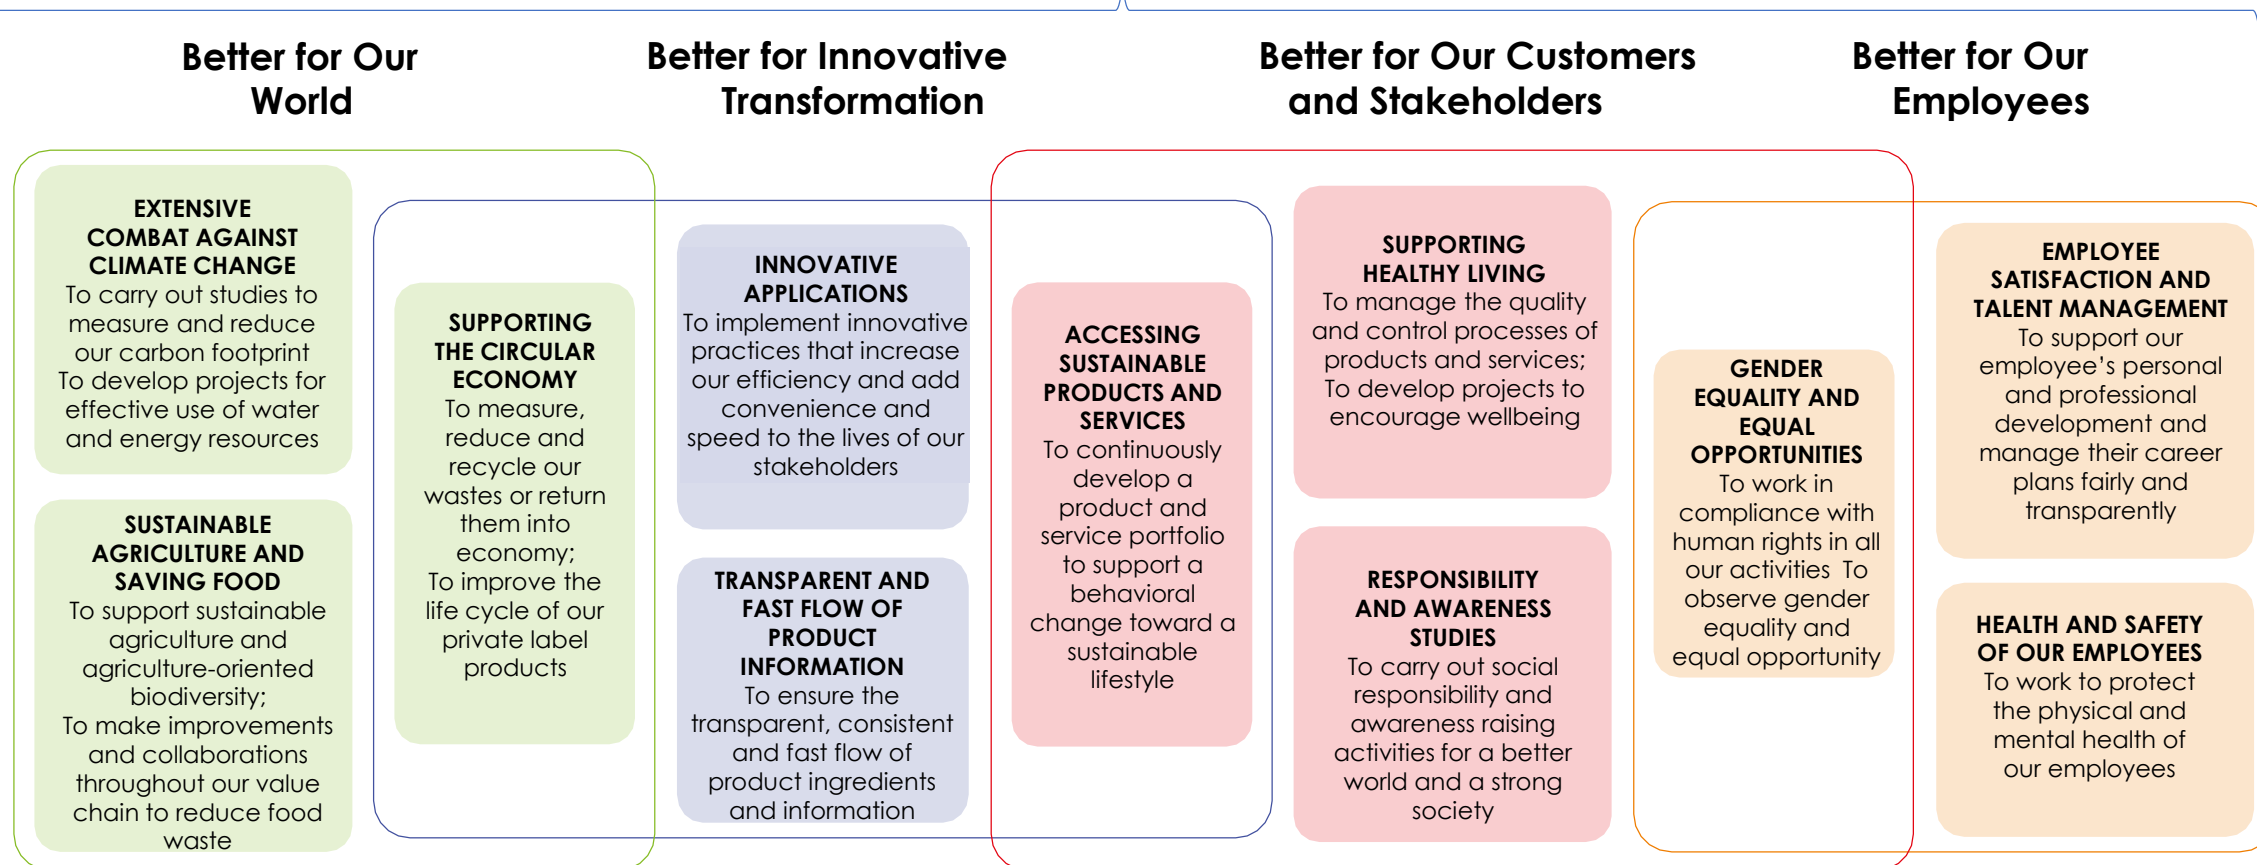 Better for Our
World
Better for Innovative
Transformation
Better for Our Customers
and Stakeholders
Better for Our
Employees
EXTENSIVE
COMBAT AGAINST
CLIMATE CHANGE
To carry out studies to
measure and reduce
our carbon footprint
To develop projects for
effective use of water
and energy resources
SUSTAINABLE
AGRICULTURE AND
SAVING FOOD
To support sustainable
agriculture and
agriculture-oriented
biodiversity;
To make improvements
and collaborations
throughout our value
chain to reduce food
waste
SUPPORTING
THE CIRCULAR
ECONOMY
To measure,
reduce and
recycle our
wastes or return
them into
economy;
To improve the
life cycle of our
private label
products
INNOVATIVE
APPLICATIONS
To implement innovative
practices that increase
our efficiency and add
convenience and
speed to the lives of our
stakeholders
TRANSPARENT AND
FAST FLOW OF
PRODUCT
INFORMATION
To ensure the
transparent, consistent
and fast flow of
product ingredients
and information
ACCESSING
SUSTAINABLE
PRODUCTS AND
SERVICES
To continuously
develop a
product and
service portfolio
to support a
behavioral
change toward a
sustainable
lifestyle
SUPPORTING
HEALTHY LIVING
To manage the quality
and control processes of
products and services;
To develop projects to
encourage wellbeing
RESPONSIBILITY
AND AWARENESS
STUDIES
To carry out social
responsibility and
awareness raising
activities for a better
world and a strong
society
GENDER
EQUALITY AND
EQUAL
OPPORTUNITIES
To work in
compliance with
human rights in all
our activities  To
observe gender
equality and
equal opportunity
EMPLOYEE
SATISFACTION AND
TALENT MANAGEMENT
To support our
employee’s personal
and professional
development and
manage their career
plans fairly and
transparently
HEALTH AND SAFETY
OF OUR EMPLOYEES
To work to protect
the physical and
mental health of
our employees